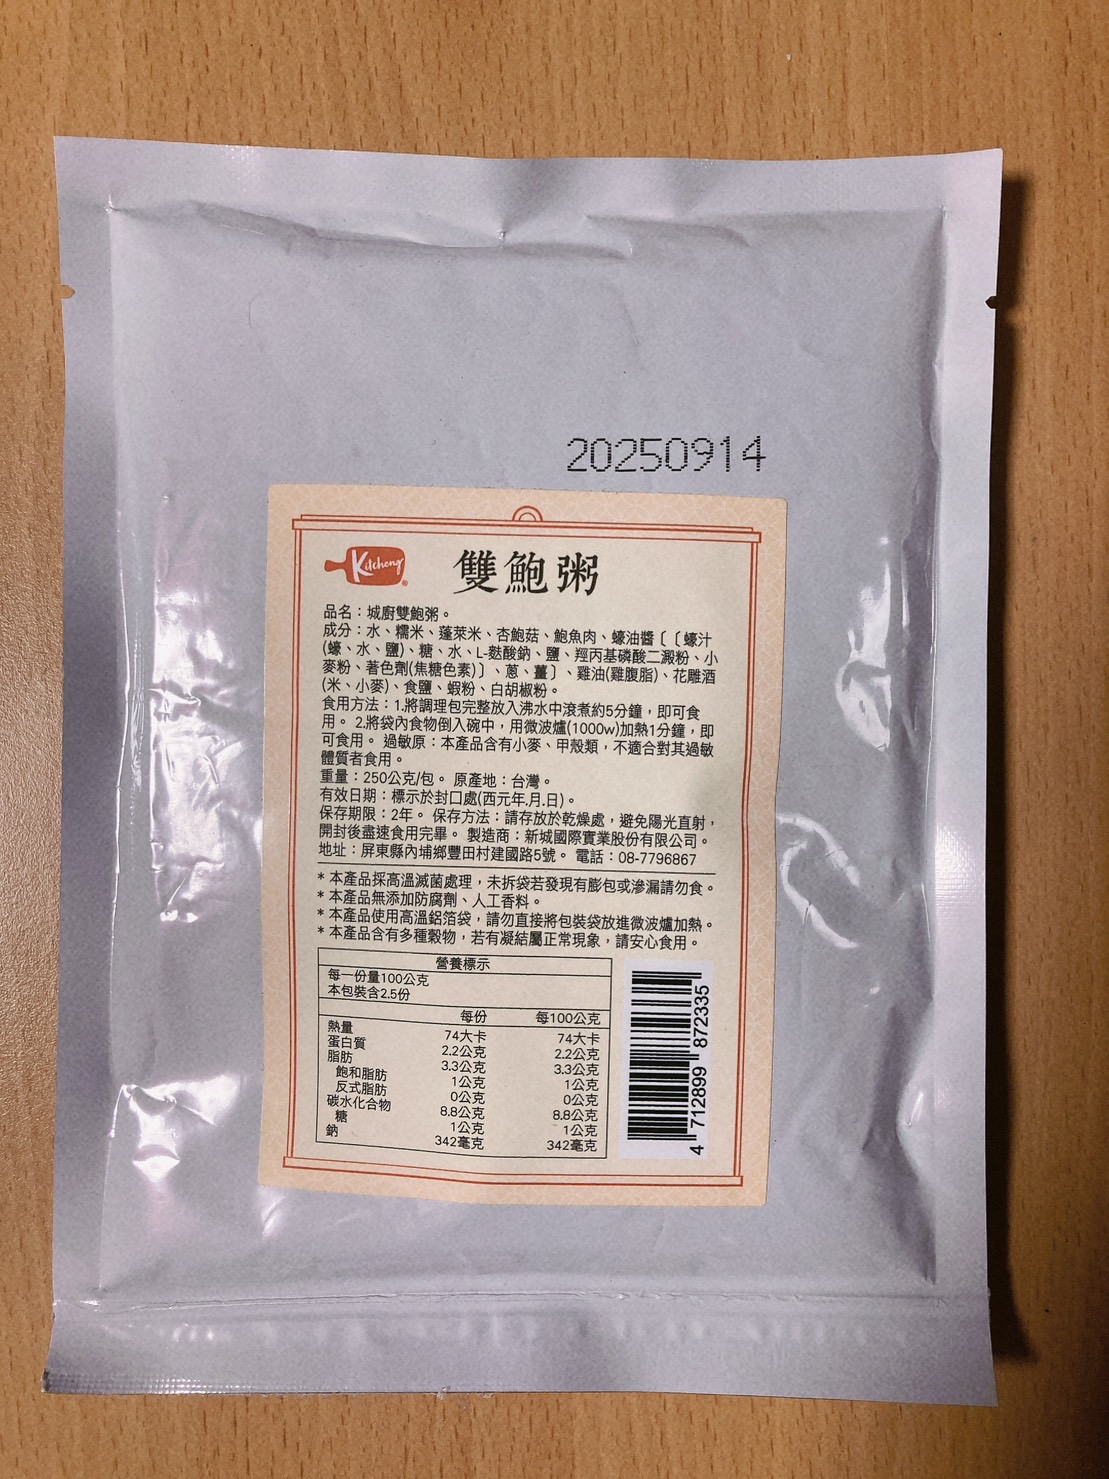 20250914
Kitcheng®
雙鮑粥
品名：城廚雙鮑粥。
成分：水、糯米、蓬萊米、杏鮑菇、鮑魚肉、蠔油醬〔〔蠔汁
(蠔、水、鹽)、糖、水、L-麩酸鈉、鹽、羥丙基磷酸二澱粉、小
麥粉、著色劑(焦糖色素)〕、蔥、薑〕、雞油(雞腹脂)、花雕酒
(米、小麥)、食鹽、蝦粉、白胡椒粉。
食用方法：1.將調理包完整放入沸水中滾煮約5分鐘，即可食
用。 2.將袋內食物倒入碗中，用微波爐(1000w)加熱1分鐘，即
可食用。 過敏原：本產品含有小麥、甲殼類，不適合對其過敏
體質者食用。
重量：250公克/包。 原產地：台灣。
有效日期：標示於封口處(西元年.月.日)。
保存期限：2年。 保存方法：請存放於乾燥處，避免陽光直射，
開封後盡速食用完畢。 製造商：新城國際實業股份有限公司。
地址：屏東縣內埔鄉豐田村建國路5號。 電話：08-7796867
* 本產品採高溫滅菌處理，未拆袋若發現有膨包或滲漏請勿食。
* 本產品無添加防腐劑、人工香料。
* 本產品使用高溫鋁箔袋，請勿直接將包裝袋放進微波爐加熱。
* 本產品含有多種穀物，若有凝結屬正常現象，請安心食用。
營養標示
每一份量100公克
本包裝含2.5份
每份 每100公克
熱量 74大卡 74大卡
蛋白質 2.2公克 2.2公克
脂肪 3.3公克 3.3公克
飽和脂肪 1公克 1公克
反式脂肪 0公克 0公克
碳水化合物 8.8公克 8.8公克
糖 1公克 1公克
鈉 342毫克 342毫克
4 712899 872335